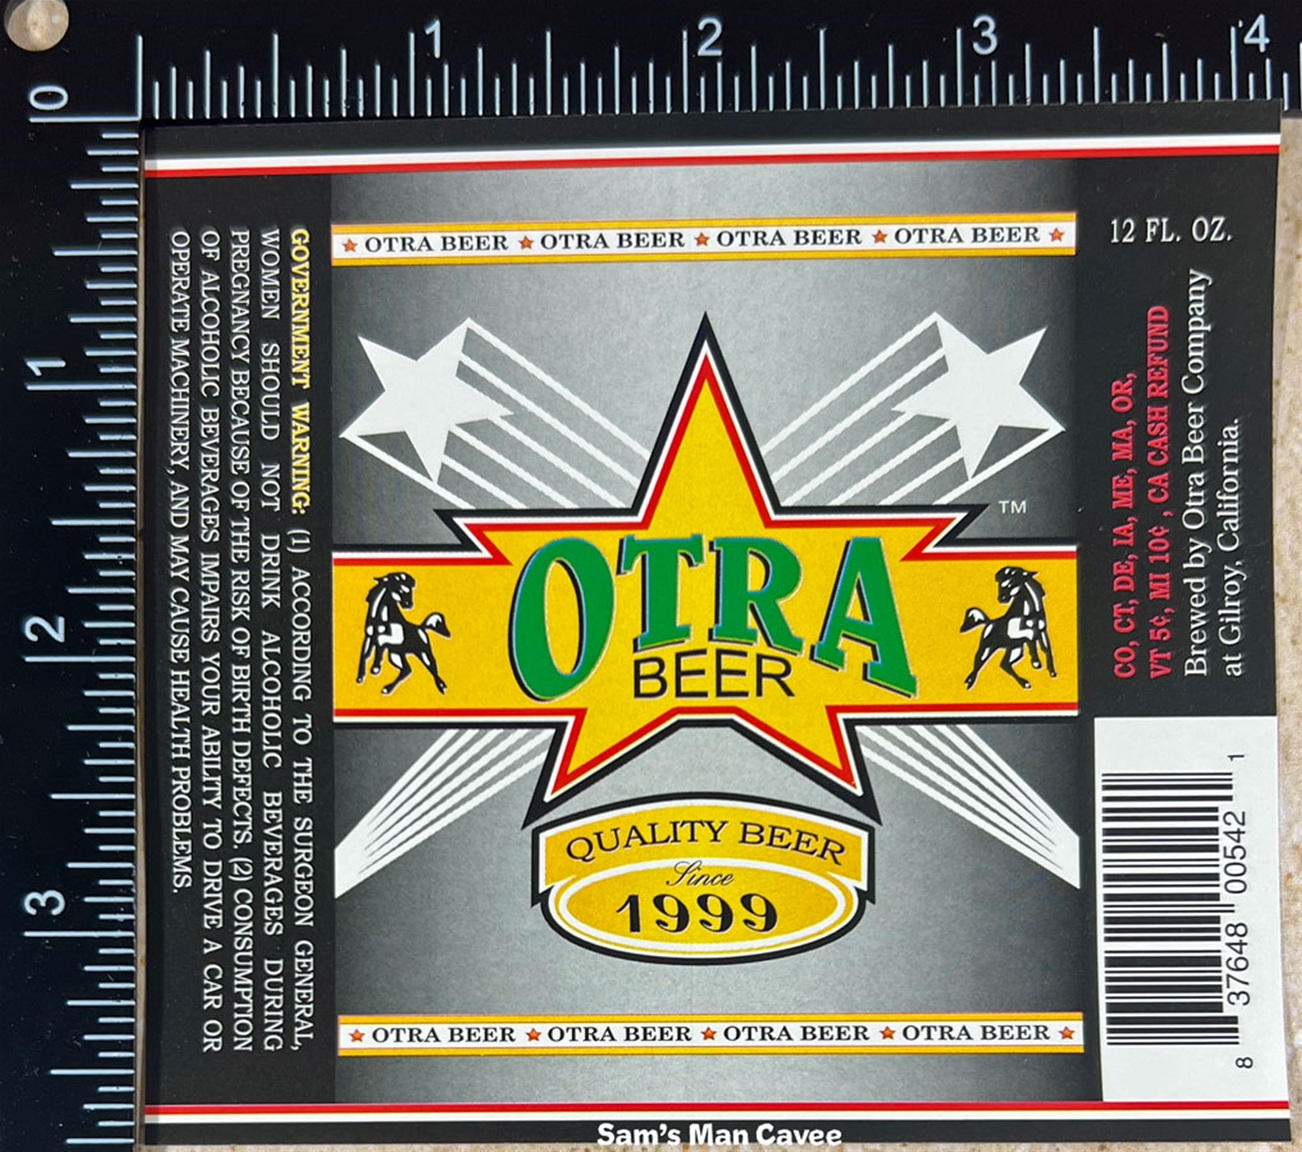 1 2 3 4
0
1
2
3
★ OTRA BEER ★ OTRA BEER ★ OTRA BEER ★ OTRA BEER ★
TM
OTRA
BEER
QUALITY BEER
Since
1999
★ OTRA BEER ★ OTRA BEER ★ OTRA BEER ★ OTRA BEER ★
GOVERNMENT WARNING: (1) ACCORDING TO THE SURGEON GENERAL,
WOMEN SHOULD NOT DRINK ALCOHOLIC BEVERAGES DURING
PREGNANCY BECAUSE OF THE RISK OF BIRTH DEFECTS. (2) CONSUMPTION
OF ALCOHOLIC BEVERAGES IMPAIRS YOUR ABILITY TO DRIVE A CAR OR
OPERATE MACHINERY, AND MAY CAUSE HEALTH PROBLEMS.
12 FL. OZ.
CO, CT, DE, IA, ME, MA, OR,
VT 5¢, MI 10¢ , CA CASH REFUND
Brewed by Otra Beer Company
at Gilroy, California.
8 37648 00542 1
Sam's Man Cavee